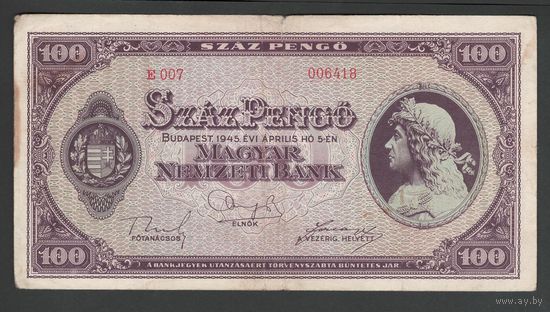 100 SZÁZ PENGŐ 100
E 007 006418
SZÁZ PENGŐ
BUDAPEST, 1945. ÉVI ÁPRILIS HÓ 5-ÉN
MAGYAR
NEMZETI BANK
FŐTANÁCSOS
ELNÖK
A VEZÉRIG. HELYETT
100 100
A BANKJEGYEK UTÁNZÁSÁÉRT TÖRVÉNYSZABTA BÜNTETÉS JÁR
www.ay.by